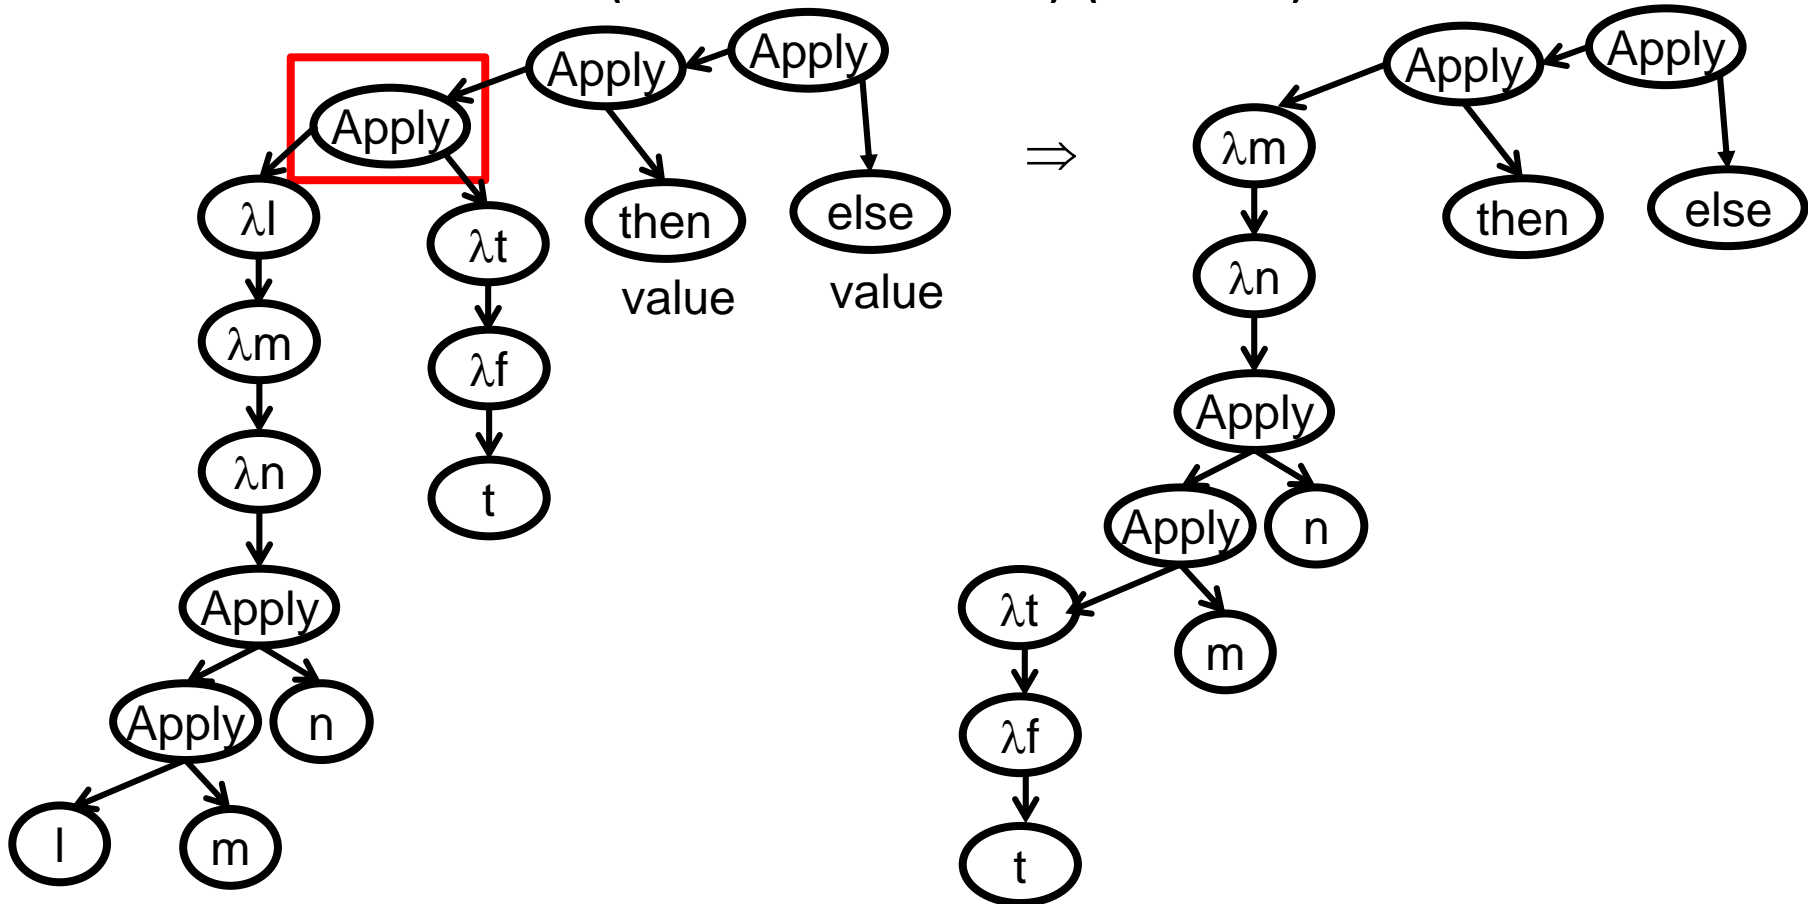 Apply Apply Apply Apply
Apply
⇒
λm
λl then else then else
λt
λn
value value
λm λf
Apply
λn t
Apply n
Apply λt
m
Apply n λf
l m t